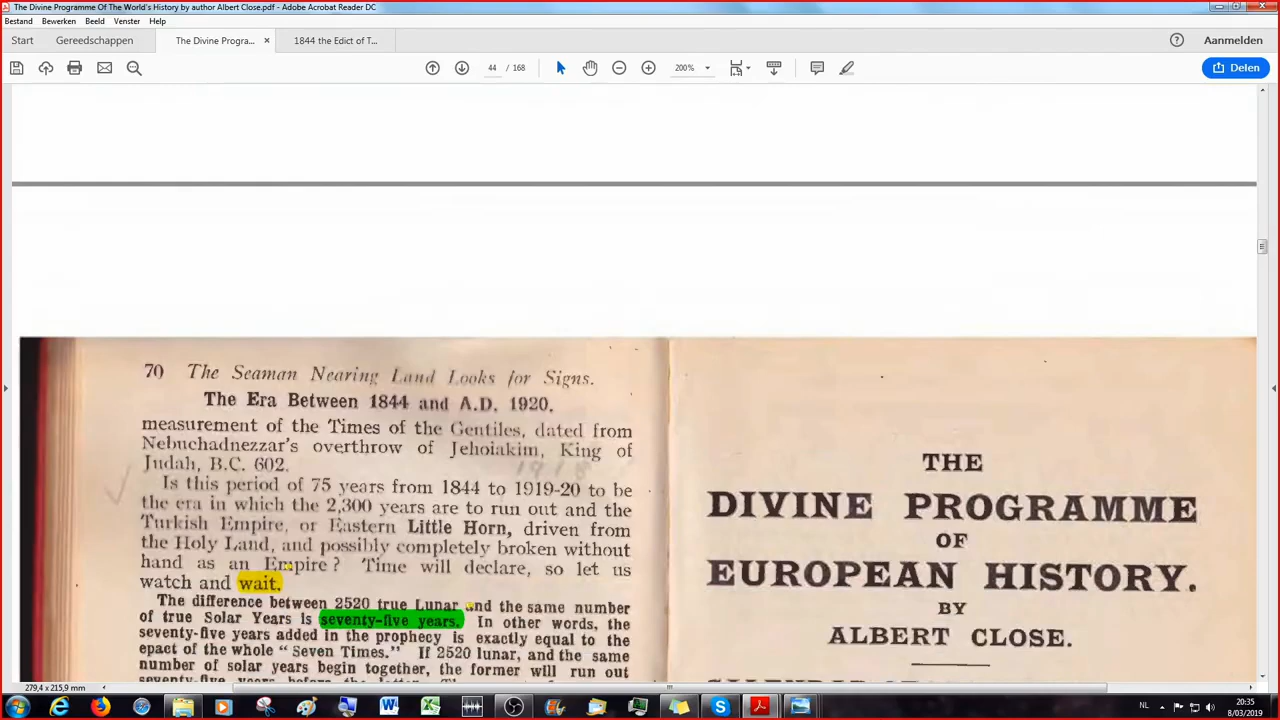 The Divine Programme Of The World's History by author Albert Close.pdf - Adobe Acrobat Reader DC
Bestand Bewerken Beeld Venster Help
Start Gereedschappen The Divine Progra... × 1844 the Edict of T... Aanmelden
44 / 168 200% Delen
70 The Seaman Nearing Land Looks for Signs.
The Era Between 1844 and A.D. 1920.
measurement of the Times of the Gentiles, dated from
Nebuchadnezzar's overthrow of Jehoiakim, King of
Judah, B.C. 602.
1918
Is this period of 75 years from 1844 to 1919-20 to be
the era in which the 2,300 years are to run out and the
Turkish Empire, or Eastern Little Horn, driven from
the Holy Land, and possibly completely broken without
hand as an Empire? Time will declare, so let us
watch and wait.
The difference between 2520 true Lunar and the same number
of true Solar Years is seventy-five years. In other words, the
seventy-five years added in the prophecy is exactly equal to the
epact of the whole "Seven Times." If 2520 lunar, and the same
number of solar years begin together, the former will run out
THE
DIVINE PROGRAMME
OF
EUROPEAN HISTORY.
BY
ALBERT CLOSE.
279,4 x 215,9 mm
NL 20:35
8/03/2019